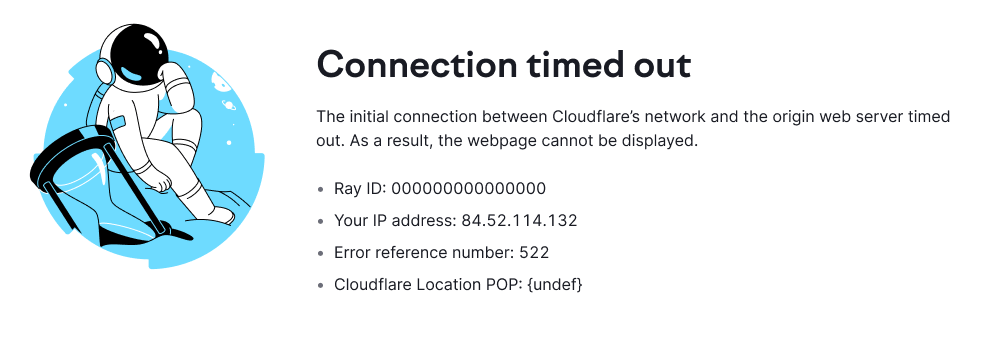 Connection timed out
The initial connection between Cloudflare’s network and the origin web server timed
out. As a result, the webpage cannot be displayed.
• Ray ID: 000000000000000
• Your IP address: 84.52.114.132
• Error reference number: 522
• Cloudflare Location POP: {undef}